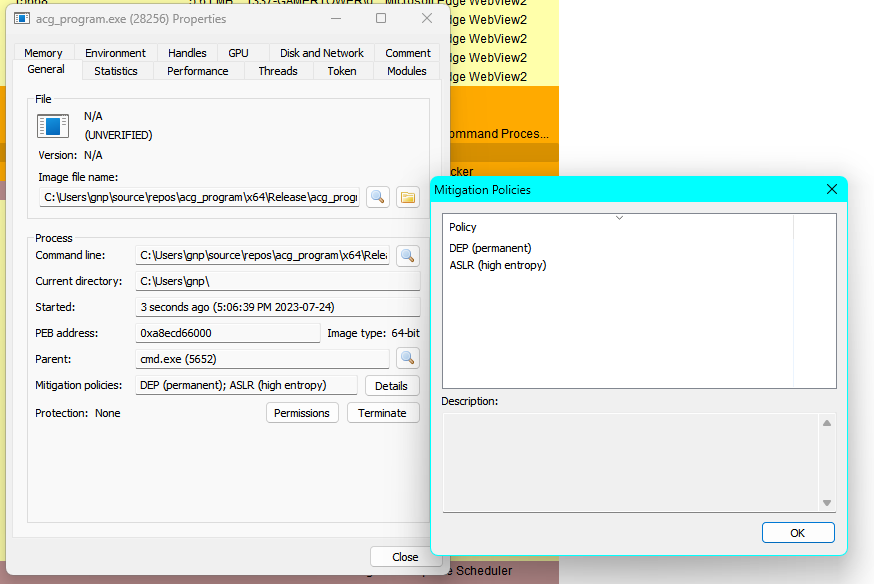 1337-GAMERTOWER\g Microsoft Edge WebView2
acg_program.exe (28256) Properties
dge WebView2
dge WebView2
dge WebView2
dge WebView2
ommand Proces...
cker
e Scheduler
Memory Environment Handles GPU Disk and Network Comment
General Statistics Performance Threads Token Modules
File
N/A
(UNVERIFIED)
Version: N/A
Image file name:
C:\Users\gnp\source\repos\acg_program\x64\Release\acg_progr
Process
Command line: C:\Users\gnp\source\repos\acg_program\x64\Relea
Current directory: C:\Users\gnp\
Started: 3 seconds ago (5:06:39 PM 2023-07-24)
PEB address: 0xa8ecd66000 Image type: 64-bit
Parent: cmd.exe (5652)
Mitigation policies: DEP (permanent); ASLR (high entropy) Details
Protection: None Permissions Terminate
Close
Mitigation Policies
Policy
DEP (permanent)
ASLR (high entropy)
Description:
OK